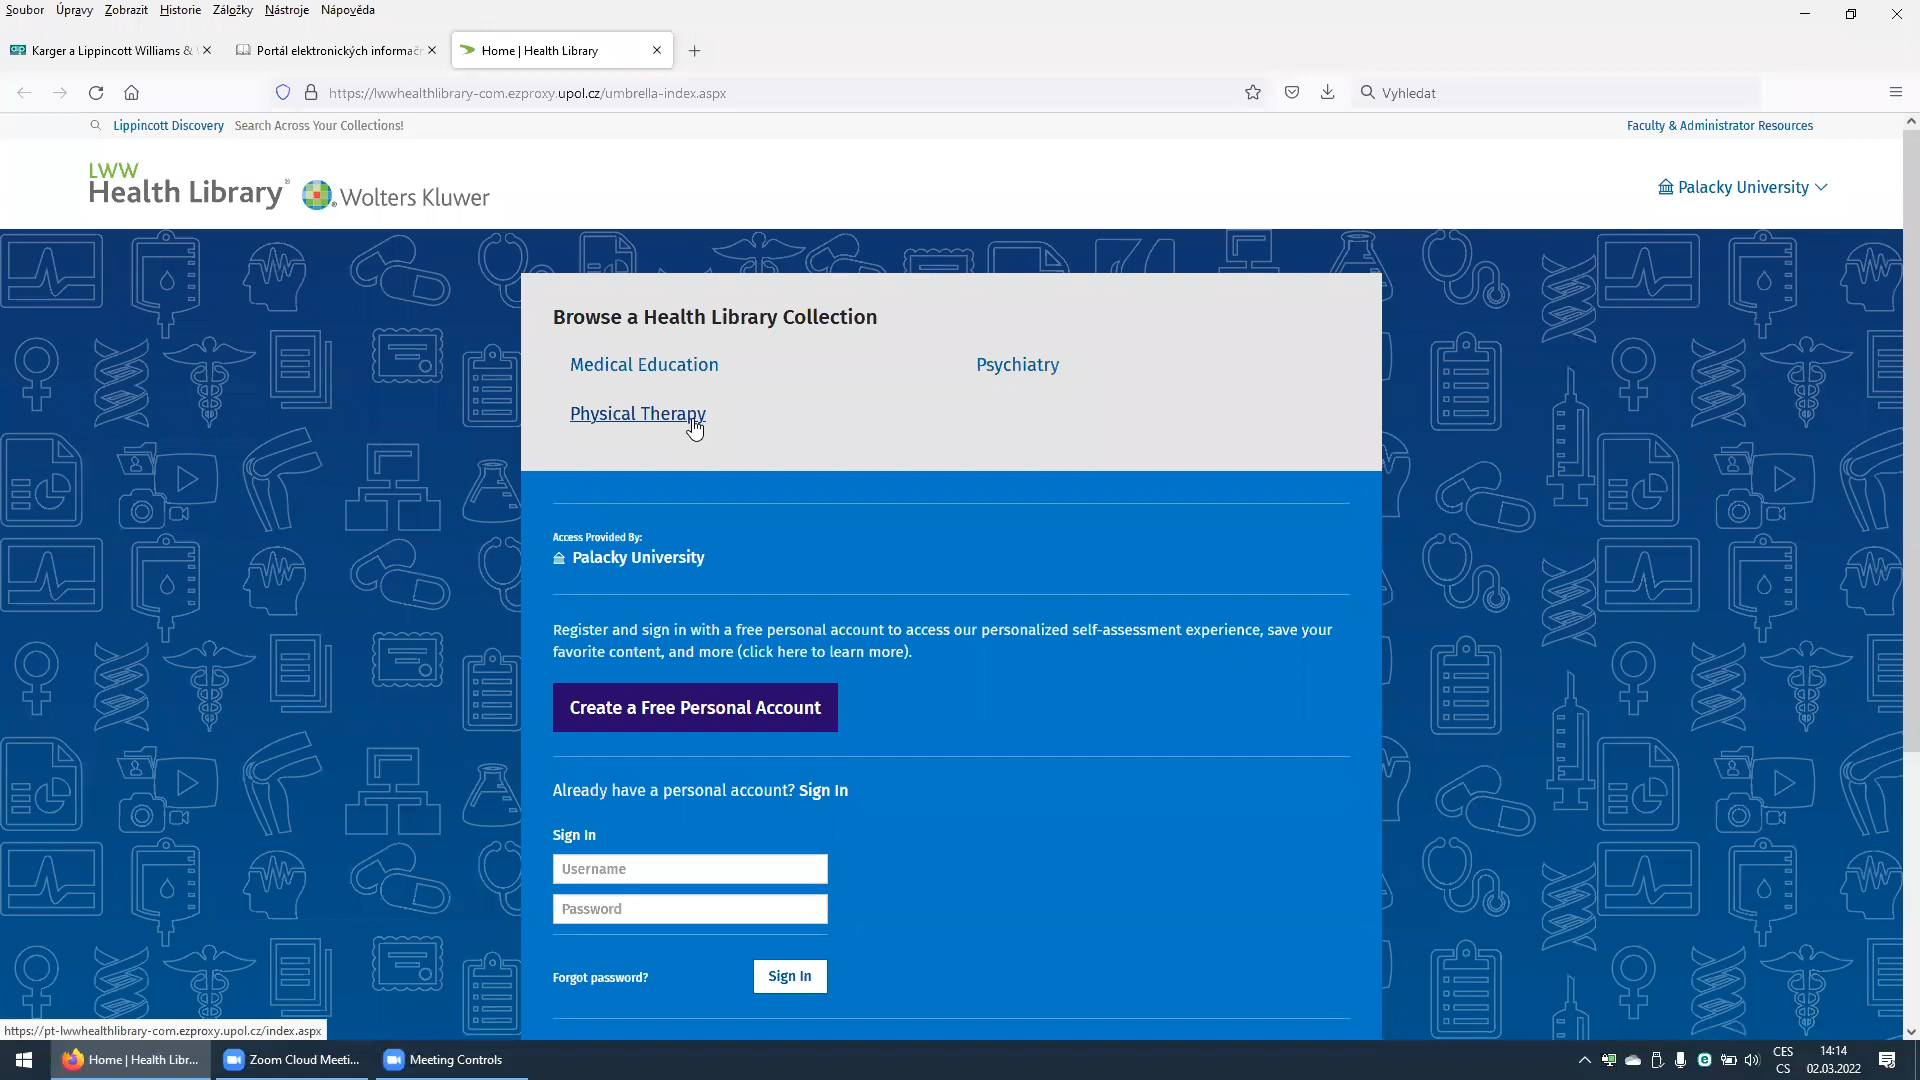 Soubor Úpravy Zobrazit Historie Záložky Nástroje Nápověda
Karger a Lippincott Williams &
Portál elektronických informač
Home | Health Library
https://lwwhealthlibrary-com.ezproxy.upol.cz/umbrella-index.aspx
Vyhledat
Lippincott Discovery Search Across Your Collections!
Faculty & Administrator Resources
LWW
Health Library®
Wolters Kluwer
Palacky University
Browse a Health Library Collection
Medical Education
Psychiatry
Physical Therapy
Access Provided By:
Palacky University
Register and sign in with a free personal account to access our personalized self-assessment experience, save your
favorite content, and more (click here to learn more).
Create a Free Personal Account
Already have a personal account? Sign In
Sign In
Username
Password
Forgot password?
Sign In
https://pt-lwwhealthlibrary-com.ezproxy.upol.cz/index.aspx
Home | Health Libr...
Zoom Cloud Meeti...
Meeting Controls
CES
CS
14:14
02.03.2022